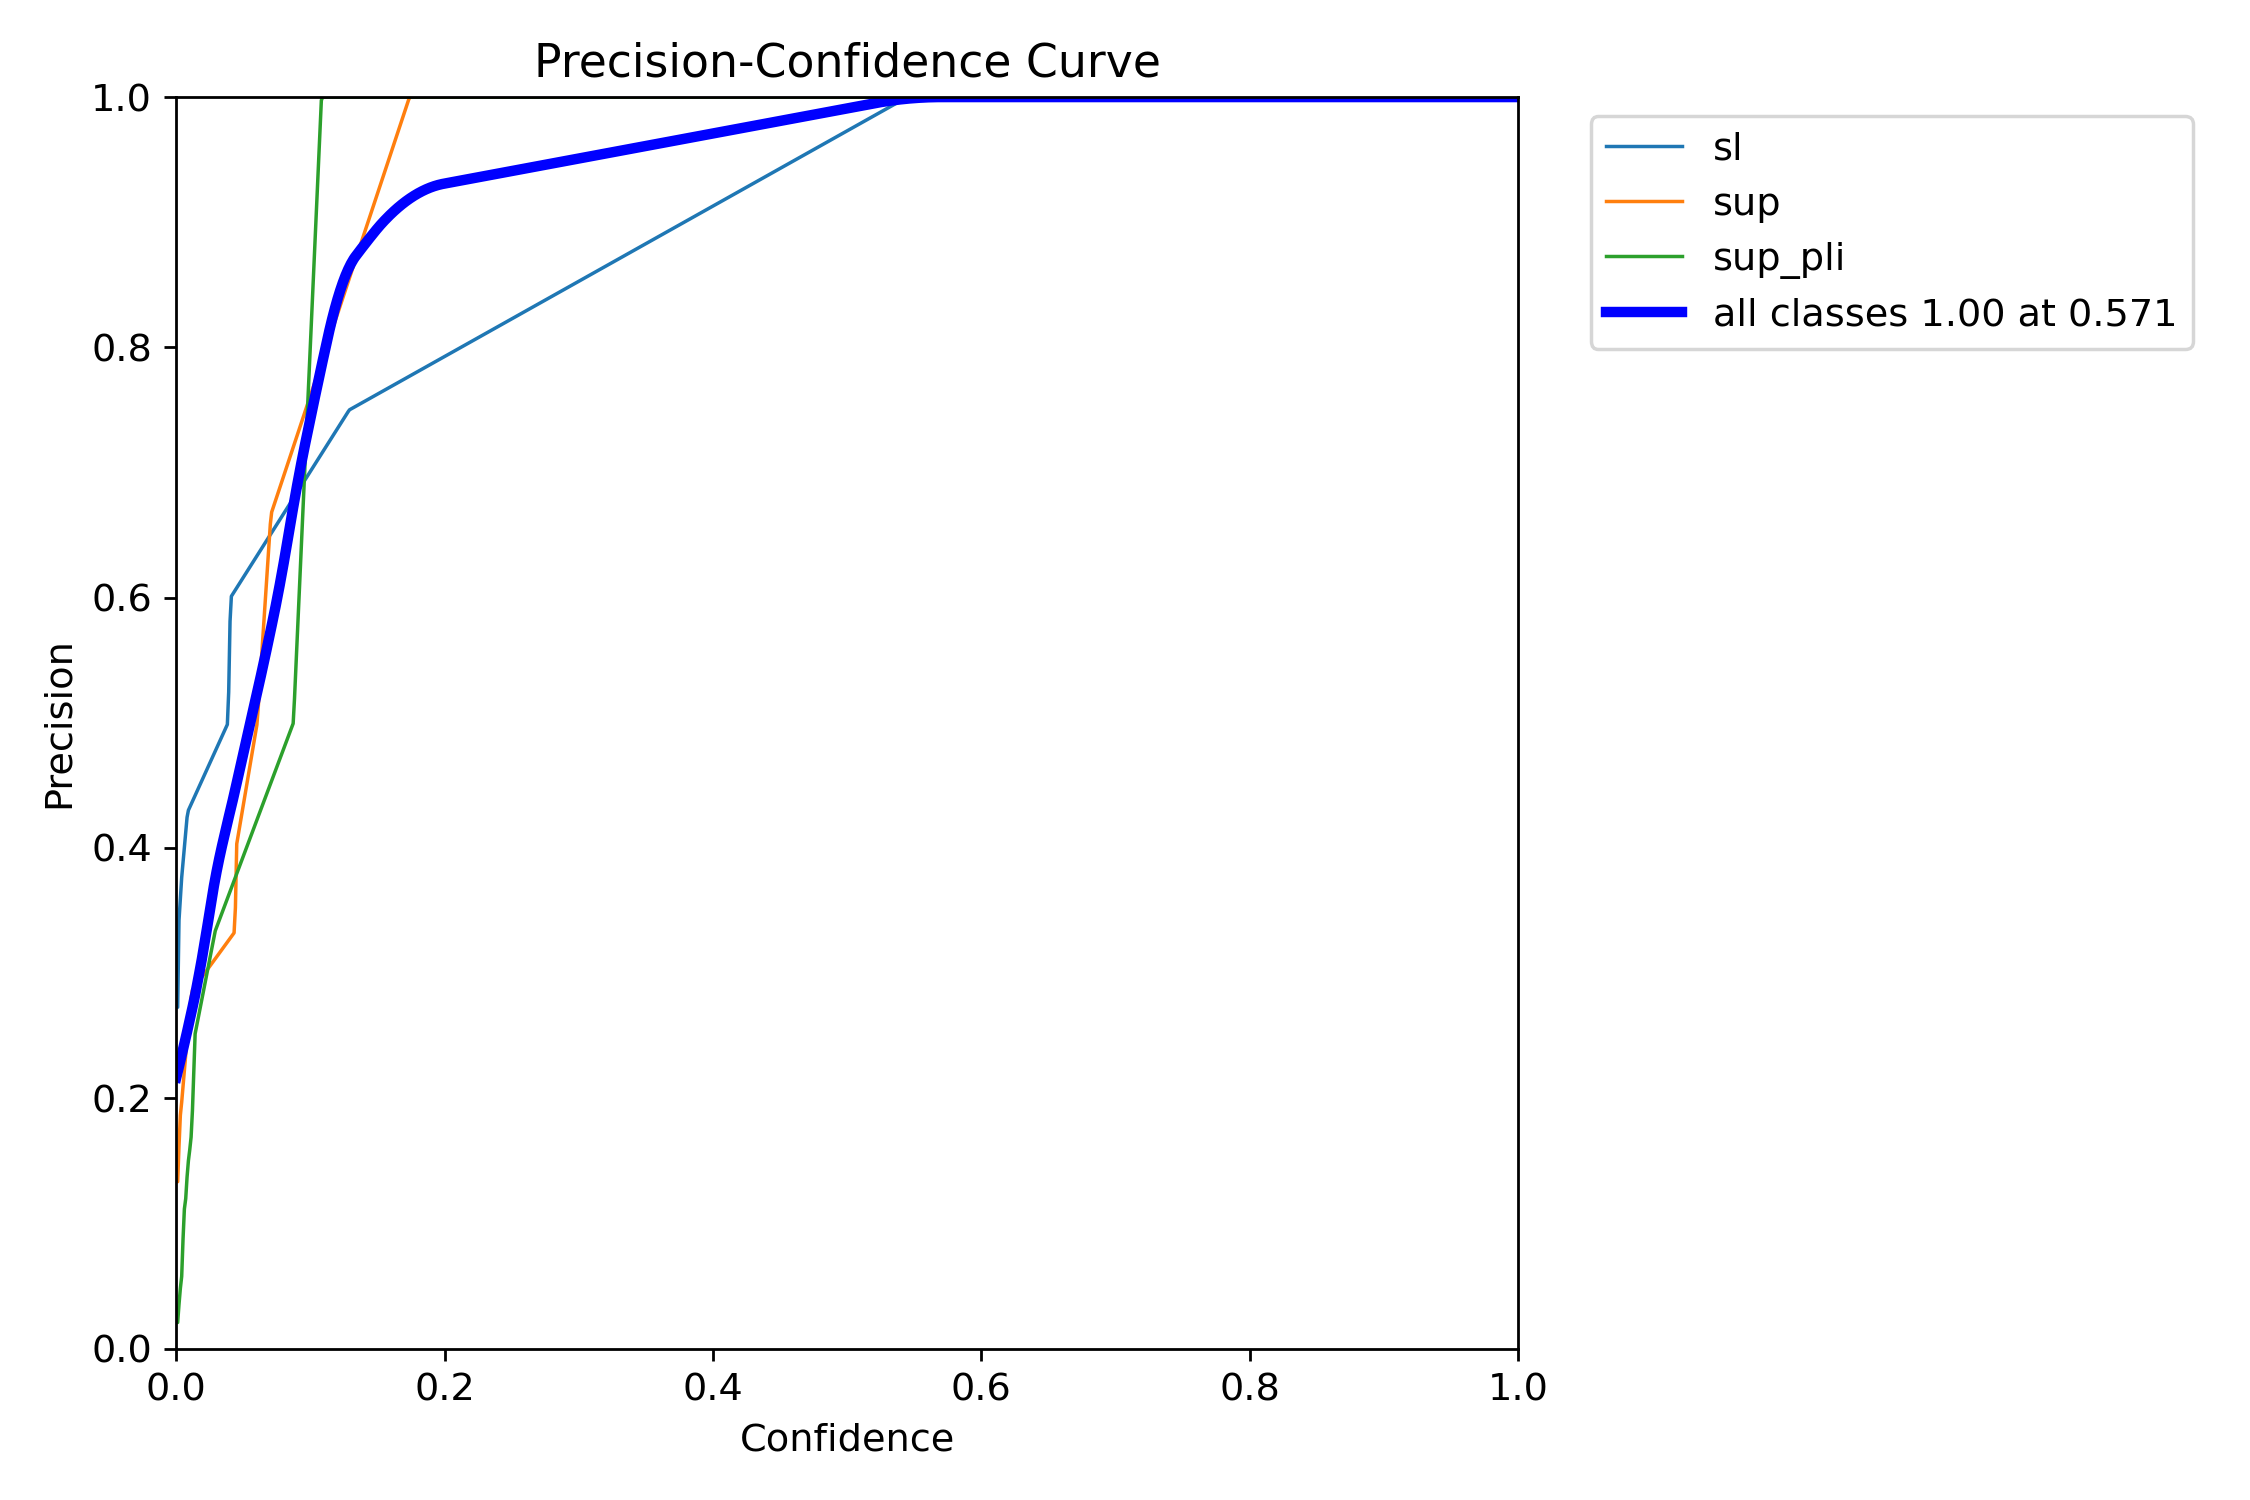 Precision-Confidence Curve
1.0
0.8
0.6
0.4
0.2
0.0
Precision
0.0 0.2 0.4 0.6 0.8 1.0
Confidence
sl
sup
sup_pli
all classes 1.00 at 0.571